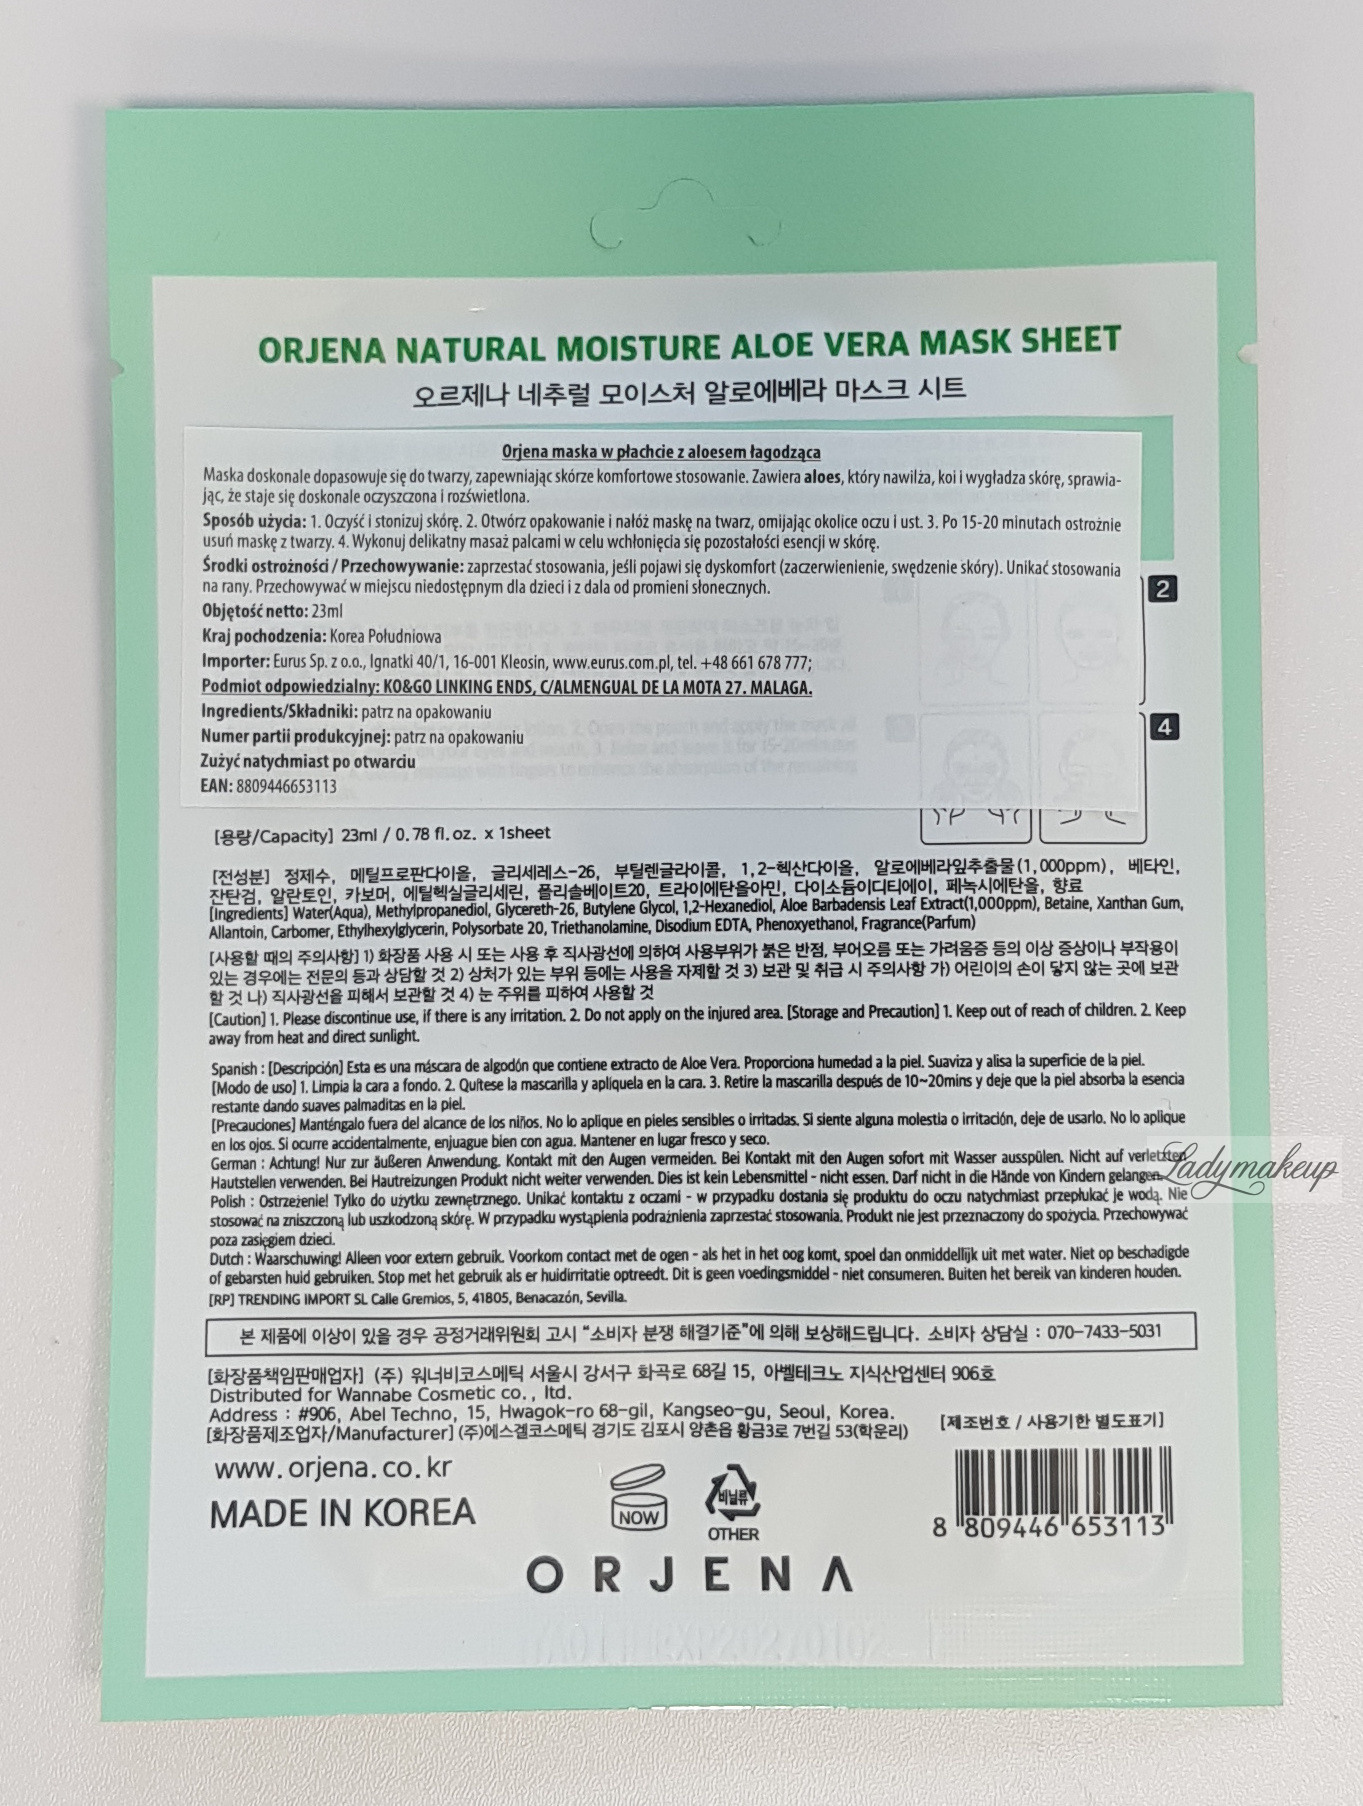 ORJENA NATURAL MOISTURE ALOE VERA MASK SHEET
오르제나 네추럴 모이스처 알로에베라 마스크 시트
Orjena maska w płachcie z aloesem łagodząca
Maska doskonale dopasowuje się do twarzy, zapewniając skórze komfortowe stosowanie. Zawiera aloes, który nawilża, koi i wygładza skórę, sprawia-
jąc, że staje się doskonale oczyszczona i rozświetlona.
Sposób użycia: 1. Oczyść i stonizuj skórę. 2. Otwórz opakowanie i nałóż maskę na twarz, omijając okolice oczu i ust. 3. Po 15-20 minutach ostrożnie
usuń maskę z twarzy. 4. Wykonuj delikatny masaż palcami w celu wchłonięcia się pozostałości esencji w skórę.
Środki ostrożności / Przechowywanie: zaprzestać stosowania, jeśli pojawi się dyskomfort (zaczerwienienie, swędzenie skóry). Unikać stosowania
na rany. Przechowywać w miejscu niedostępnym dla dzieci i z dala od promieni słonecznych.
Objętość netto: 23ml
Kraj pochodzenia: Korea Południowa
Importer: Eurus Sp. z o.o., Ignatki 40/1, 16-001 Kleosin, www.eurus.com.pl, tel. +48 661 678 777;
Podmiot odpowiedzialny: KO&GO LINKING ENDS, C/ALMENGUAL DE LA MOTA 27. MALAGA.
Ingredients/Składniki: patrz na opakowaniu
Numer partii produkcyjnej: patrz na opakowaniu
Zużyć natychmiast po otwarciu
EAN: 8809446653113
2
4
[용량/Capacity] 23ml / 0.78 fl.oz. x 1sheet
[전성분] 정제수, 메틸프로판다이올, 글리세레스-26, 부틸렌글라이콜, 1,2-헥산다이올, 알로에베라잎추출물(1,000ppm), 베타인,
잔탄검, 알란토인, 카보머, 에틸헥실글리세린, 폴리솔베이트20, 트라이에탄올아민, 다이소듐이디티에이, 페녹시에탄올, 향료
[Ingredients] Water(Aqua), Methylpropanediol, Glycereth-26, Butylene Glycol, 1,2-Hexanediol, Aloe Barbadensis Leaf Extract(1,000ppm), Betaine, Xanthan Gum,
Allantoin, Carbomer, Ethylhexylglycerin, Polysorbate 20, Triethanolamine, Disodium EDTA, Phenoxyethanol, Fragrance(Parfum)
[사용할 때의 주의사항] 1) 화장품 사용 시 또는 사용 후 직사광선에 의하여 사용부위가 붉은 반점, 부어오름 또는 가려움증 등의 이상 증상이나 부작용이
있는 경우에는 전문의 등과 상담할 것 2) 상처가 있는 부위 등에는 사용을 자제할 것 3) 보관 및 취급 시 주의사항 가) 어린이의 손이 닿지 않는 곳에 보관
할 것 나) 직사광선을 피해서 보관할 것 4) 눈 주위를 피하여 사용할 것
[Caution] 1. Please discontinue use, if there is any irritation. 2. Do not apply on the injured area. [Storage and Precaution] 1. Keep out of reach of children. 2. Keep
away from heat and direct sunlight.
Spanish : [Descripción] Esta es una máscara de algodón que contiene extracto de Aloe Vera. Proporciona humedad a la piel. Suaviza y alisa la superficie de la piel.
[Modo de uso] 1. Limpia la cara a fondo. 2. Quítese la mascarilla y aplíquela en la cara. 3. Retire la mascarilla después de 10~20mins y deje que la piel absorba la esencia
restante dando suaves palmaditas en la piel.
[Precauciones] Manténgalo fuera del alcance de los niños. No lo aplique en pieles sensibles o irritadas. Si siente alguna molestia o irritación, deje de usarlo. No lo aplique
en los ojos. Si ocurre accidentalmente, enjuague bien con agua. Mantener en lugar fresco y seco.
German : Achtung! Nur zur äußeren Anwendung. Kontakt mit den Augen vermeiden. Bei Kontakt mit den Augen sofort mit Wasser ausspülen. Nicht auf verletzten
Hautstellen verwenden. Bei Hautreizungen Produkt nicht weiter verwenden. Dies ist kein Lebensmittel - nicht essen. Darf nicht in die Hände von Kindern gelangen.
Ladymakeup
Polish : Ostrzeżenie! Tylko do użytku zewnętrznego. Unikać kontaktu z oczami - w przypadku dostania się produktu do oczu natychmiast przepłukać je wodą. Nie
stosować na zniszczoną lub uszkodzoną skórę. W przypadku wystąpienia podrażnienia zaprzestać stosowania. Produkt nie jest przeznaczony do spożycia. Przechowywać
poza zasięgiem dzieci.
Dutch : Waarschuwing! Alleen voor extern gebruik. Voorkom contact met de ogen - als het in het oog komt, spoel dan onmiddellijk uit met water. Niet op beschadigde
of gebarsten huid gebruiken. Stop met het gebruik als er huidirritatie optreedt. Dit is geen voedingsmiddel - niet consumeren. Buiten het bereik van kinderen houden.
[RP] TRENDING IMPORT SL Calle Gremios, 5, 41805, Benacazón, Sevilla.
본 제품에 이상이 있을 경우 공정거래위원회 고시 "소비자 분쟁 해결기준"에 의해 보상해드립니다. 소비자 상담실 : 070-7433-5031
[화장품책임판매업자] (주) 워너비코스메틱 서울시 강서구 화곡로 68길 15, 아벨테크노 지식산업센터 906호
Distributed for Wannabe Cosmetic co., ltd.
Address : #906, Abel Techno, 15, Hwagok-ro 68-gil, Kangseo-gu, Seoul, Korea.
[화장품제조업자/Manufacturer] (주)에스겔코스메틱 경기도 김포시 양촌읍 황금3로 7번길 53(학운리)
[제조번호 / 사용기한 별도표기]
www.orjena.co.kr
MADE IN KOREA
NOW
비닐류
OTHER
8 809446 653113
ORJENA